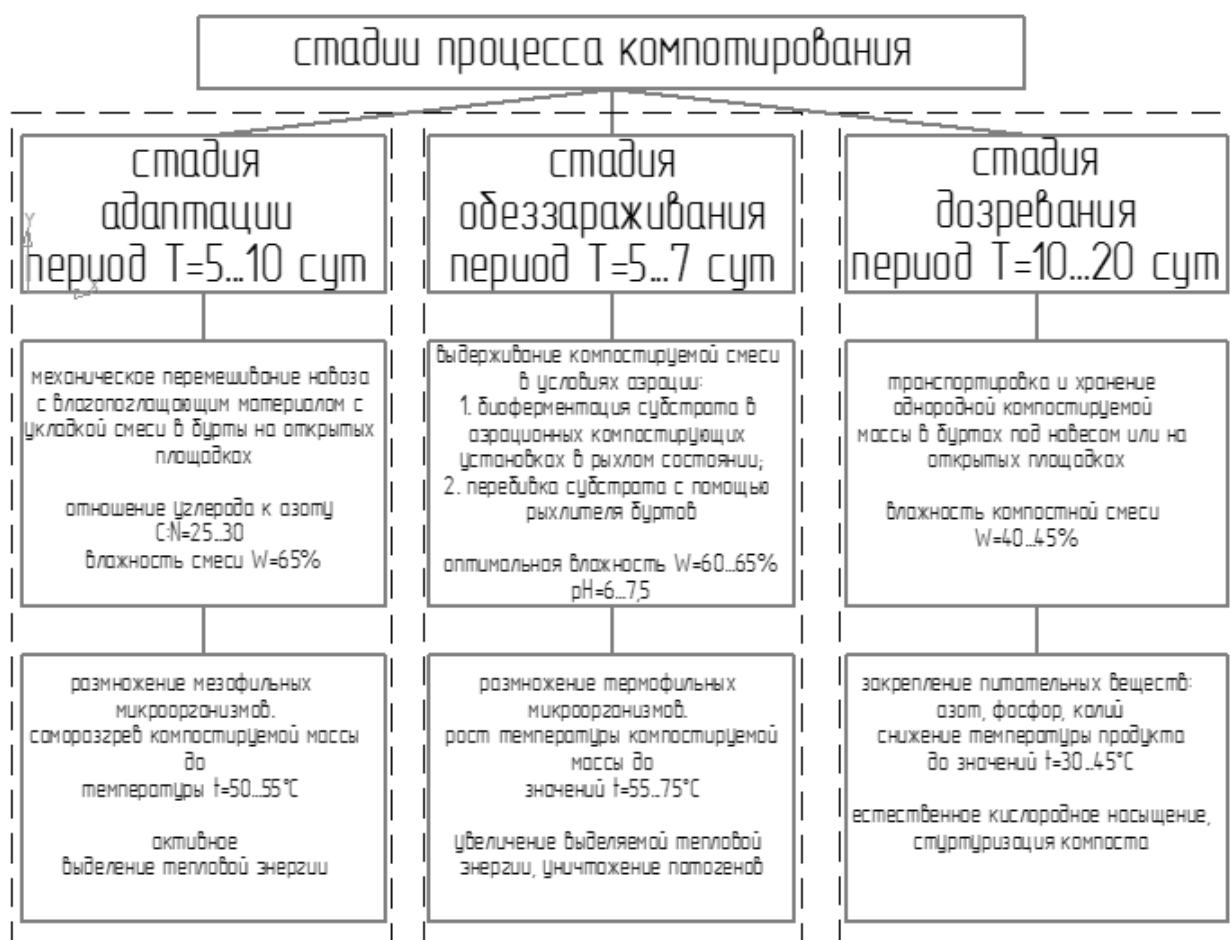 стадии процесса компотирования
стадия
адаптации
период Т=5...10 сут
стадия
обеззараживания
период Т=5...7 сут
стадия
дозревания
период Т=10...20 сут
механическое перемешивание навоза
с влагопоглащающим материалом с
укладкой смеси в бурты на открытых
площадках
отношение углерода к азоту
C:N=25...30
влажность смеси W=65%
выдерживание компостируемой смеси
в условиях аэрации:
1. биоферментация субстрата в
аэрационных компостирующих
установках в рыхлом состоянии;
2. перебивка субстрата с помощью
рыхлителя буртов
оптимальная влажность W=60...65%
pH=6...7,5
транспортировка и хранение
однородной компостируемой
массы в буртах под навесом или на
открытых площадках
влажность компостной смеси
W=40...45%
размножение мезофильных
микроорганизмов.
саморазгрев компостируемой массы
до
температуры t=50...55°C
активное
выделение тепловой энергии
размножение термофильных
микроорганизмов.
рост температуры компостируемой
массы до
значений t=55...75°C
увеличение выделяемой тепловой
энергии, уничтожение патогенов
закрепление питательных веществ:
азот, фосфор, калий
снижение температуры продукта
до значений t=30...45°C
естественное кислородное насыщение,
стуртуризация компоста
Y
X